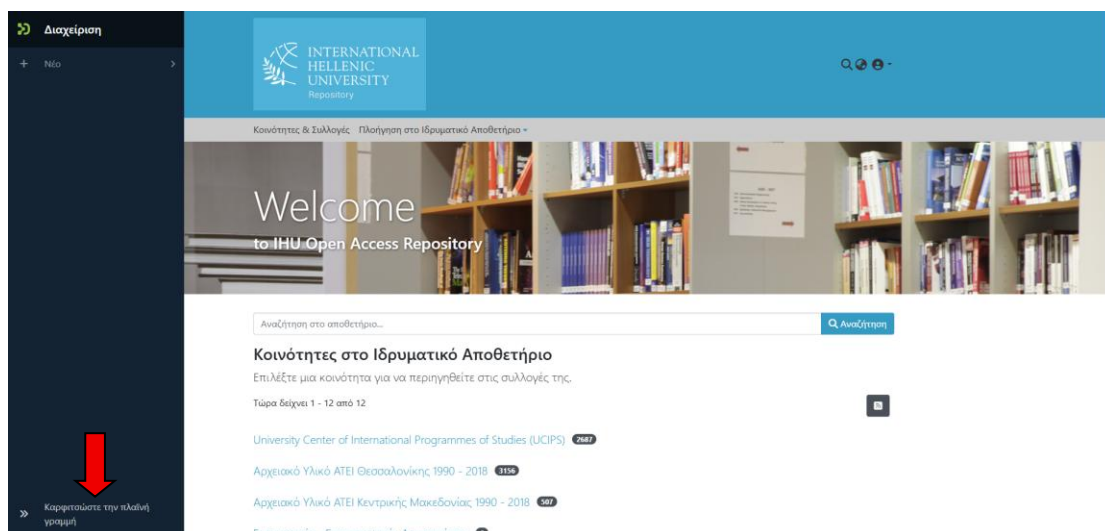 Διαχείριση
+ Νέο
INTERNATIONAL
HELLENIC
UNIVERSITY
Repository
Κοινότητες & Συλλογές Πλοήγηση στο Ιδρυματικό Αποθετήριο
Welcome
to IHU Open Access Repository
Αναζήτηση στο αποθετήριο...
Αναζήτηση
Κοινότητες στο Ιδρυματικό Αποθετήριο
Επιλέξτε μια κοινότητα για να περιηγηθείτε στις συλλογές της.
Τώρα δείχνει 1 - 12 από 12
University Center of International Programmes of Studies (UCIPS) 2687
Αρχειακό Υλικό ΑΤΕΙ Θεσσαλονίκης 1990 - 2018 3156
Αρχειακό Υλικό ΑΤΕΙ Κεντρικής Μακεδονίας 1990 - 2018 507
Καρφιτσώστε την πλαϊνή
γραμμή